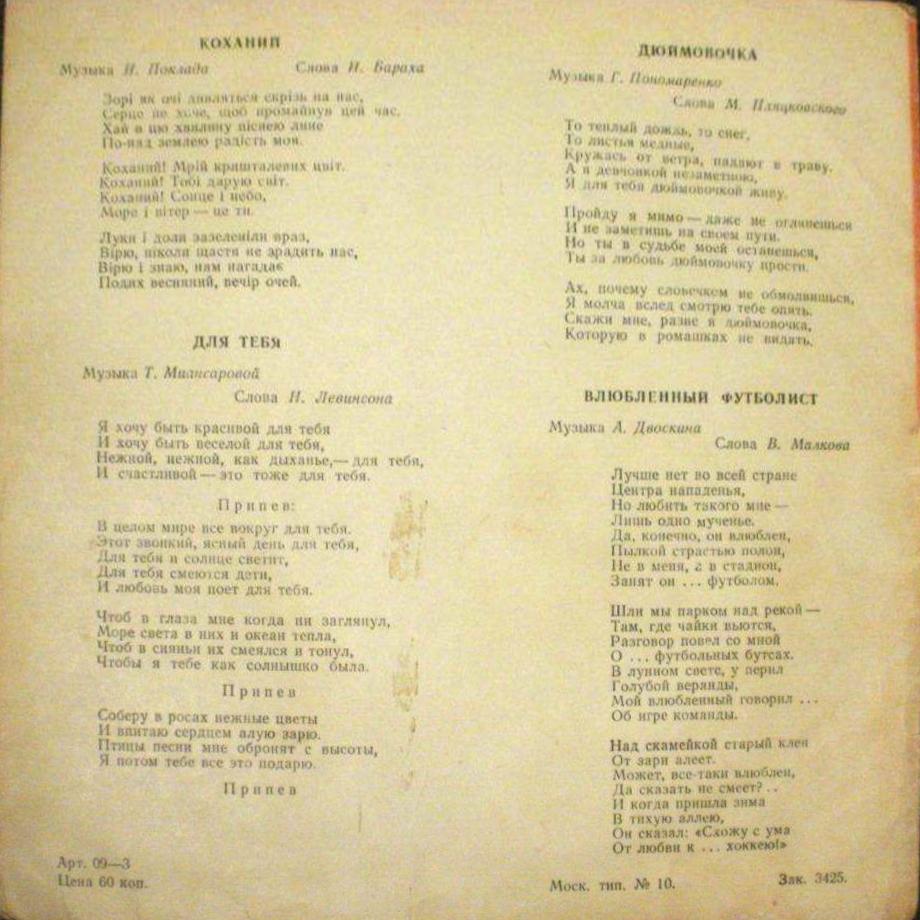 КОХАНИЙ
Музыка И. Поклада Слова И. Бараха
Зорі як очі дивляться скрізь на нас,
Серце не хоче, щоб промайнув цей час.
Хай в цю хвилину піснею лине
По-над землею радість моя.
Коханий! Мрій кришталевих цвіт.
Коханий! Тобі дарую світ.
Коханий! Сонце і небо,
Море і вітер — це ти.
Луки і доли зазеленіли враз,
Вірю, ніколи щастя не зрадить нас,
Вірю і знаю, нам нагадає
Подих весняний, вечір очей.
ДЛЯ ТЕБЯ
Музыка Т. Миансаровой
Слова Н. Левинсона
Я хочу быть красивой для тебя
И хочу быть веселой для тебя,
Нежной, нежной, как дыханье,— для тебя,
И счастливой — это тоже для тебя.
Припев:
В целом мире все вокруг для тебя.
Этот звонкий, ясный день для тебя,
Для тебя и солнце светит,
Для тебя смеются дети,
И любовь моя поет для тебя.
Чтоб в глаза мне когда ни заглянул,
Море света в них и океан тепла,
Чтоб в сияньи их смеялся и тонул,
Чтобы я тебе как солнышко была.
Припев
Соберу в росах нежные цветы
И впитаю сердцем алую зарю.
Птицы песни мне обронят с высоты,
Я потом тебе все это подарю.
Припев
Арт. 09—3
Цена 60 коп.
ДЮЙМОВОЧКА
Музыка Г. Пономаренко
Слова М. Пляцковского
То теплый дождь, то снег,
То листья медные,
Кружась от ветра, падают в траву.
А я девчонкой незаметною,
Я для тебя дюймовочкой живу.
Пройду я мимо — даже не оглянешься
И не заметишь на своем пути.
Но ты в судьбе моей останешься,
Ты за любовь дюймовочку прости.
Ах, почему словечком не обмолвишься,
Я молча вслед смотрю тебе опять.
Скажи мне, разве я дюймовочка,
Которую в ромашках не видать.
ВЛЮБЛЕННЫЙ ФУТБОЛИСТ
Музыка А. Двоскина
Слова В. Малкова
Лучше нет во всей стране
Центра нападенья,
Но любить такого мне —
Лишь одно мученье.
Да, конечно, он влюблен,
Пылкой страстью полон,
Не в меня, а в стадион,
Занят он ... футболом.
Шли мы парком над рекой —
Там, где чайки вьются,
Разговор повел со мной
О ... футбольных бутсах.
В лунном свете, у перил
Голубой веранды,
Мой влюбленный говорил ...
Об игре команды.
Над скамейкой старый клен
От зари алеет.
Может, все-таки влюблен,
Да сказать не смеет?..
И когда пришла зима
В тихую аллею,
Он сказал: «Схожу с ума
От любви к ... хоккею!»
Моск. тип. № 10. Зак. 3425.